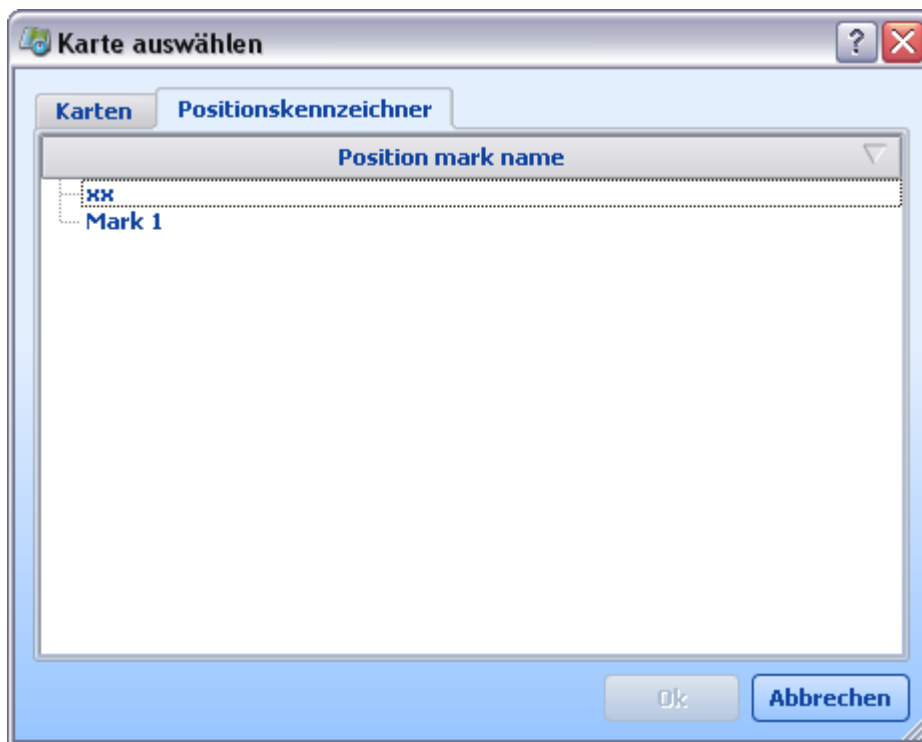 Karte auswählen
Karten
Positionskennzeichner
Position mark name
xx
Mark 1
Ok
Abbrechen